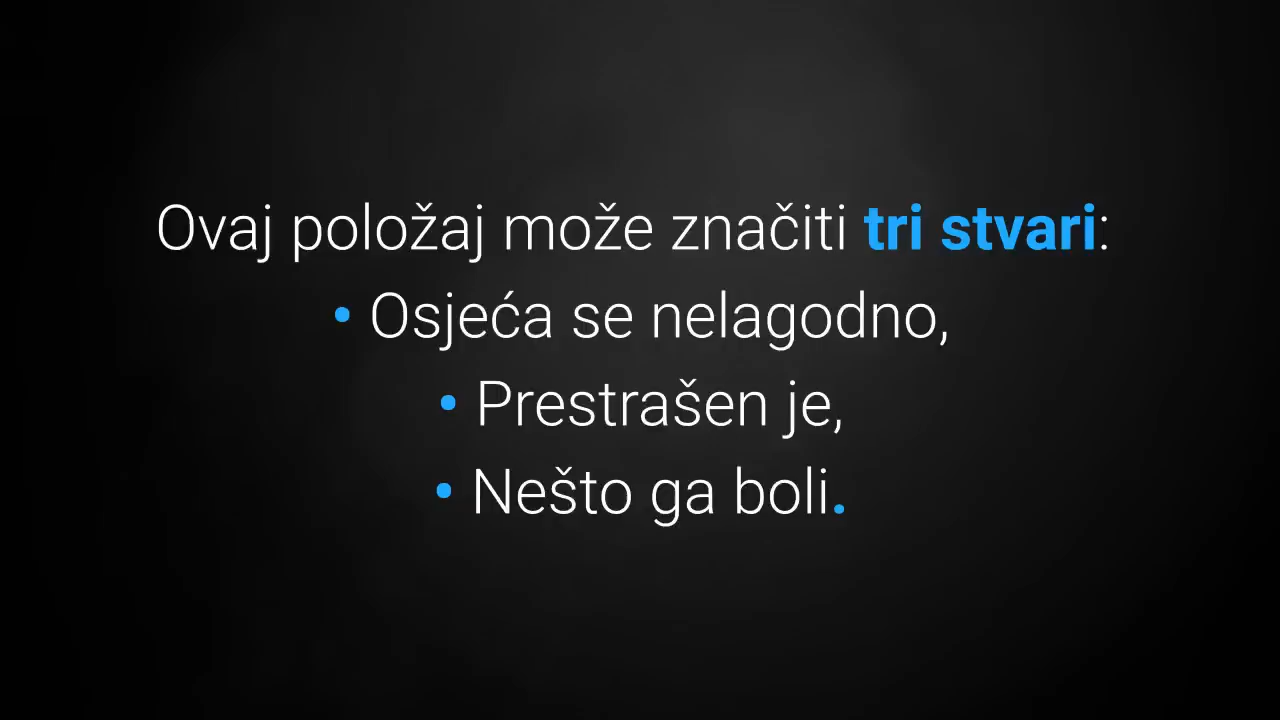 Ovaj položaj može značiti tri stvari:
• Osjeća se nelagodno,
• Prestrašen je,
• Nešto ga boli.